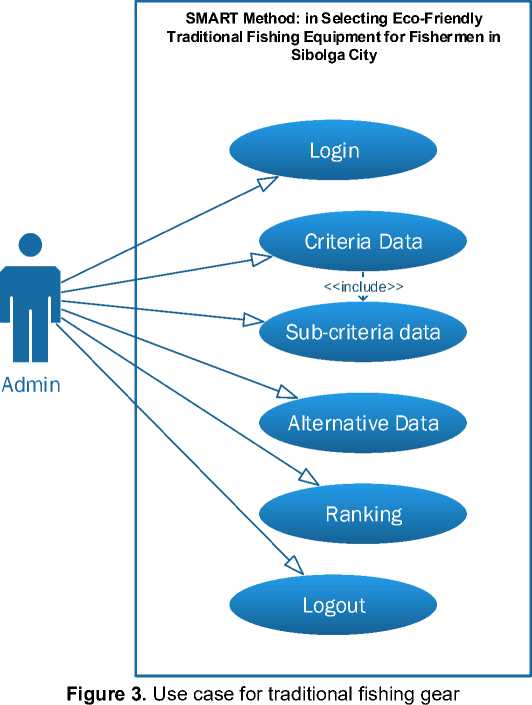 SMART Method: in Selecting Eco-Friendly
Traditional Fishing Equipment for Fishermen in
Sibolga City
Login
Criteria Data
<<include>>
Sub-criteria data
Admin
Alternative Data
Ranking
Logout
Figure 3. Use case for traditional fishing gear